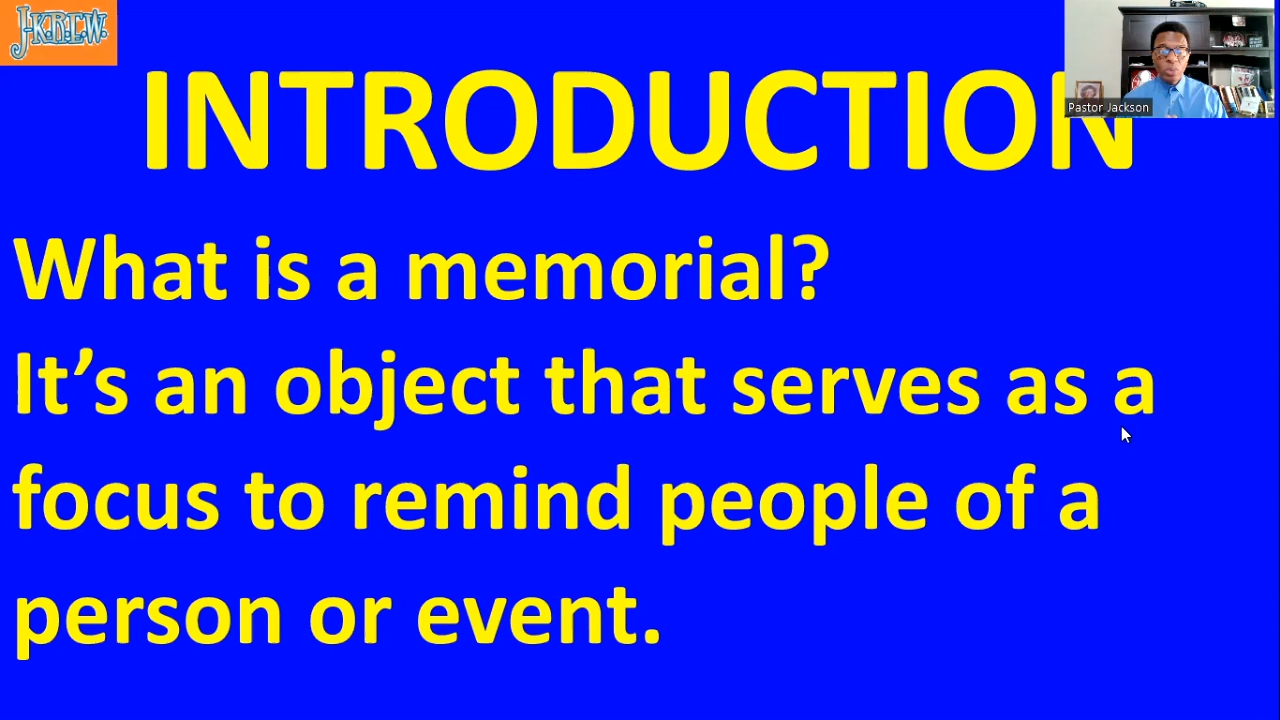 J-KREW
INTRODUCTION
Pastor Jackson
What is a memorial?
It’s an object that serves as a
focus to remind people of a
person or event.